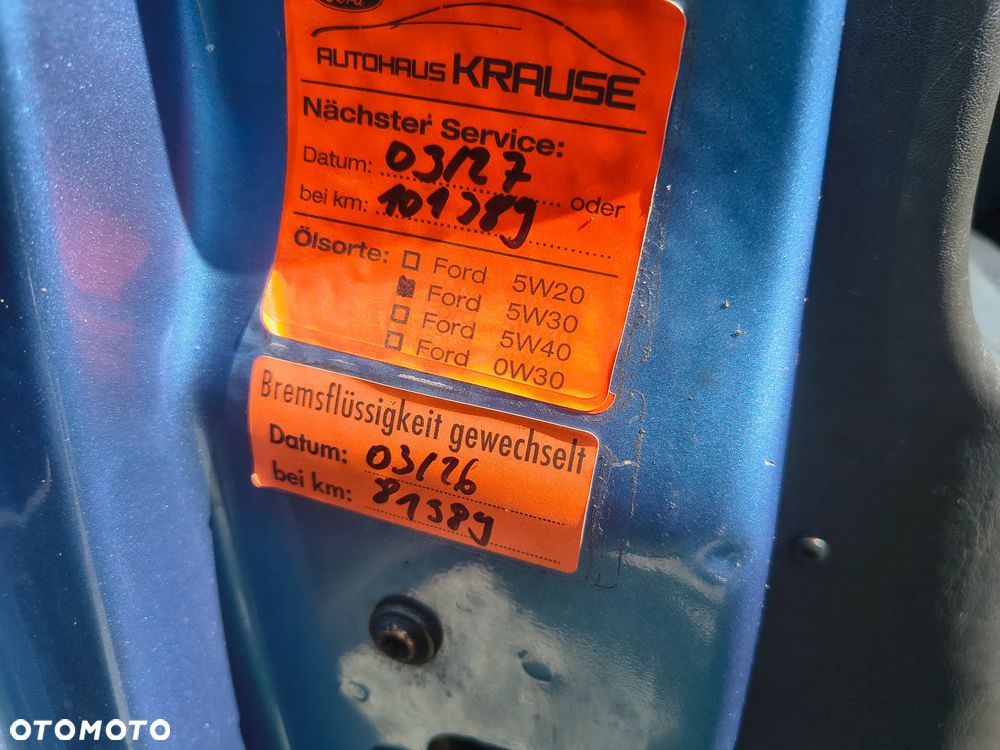 Ford
AUTOHAUS KRAUSE
Nächster Service:
Datum: 03/27 oder
bei km: 101389
Ölsorte: Ford 5W20
Ford 5W30
Ford 5W40
Ford 0W30
Bremsflüssigkeit gewechselt
Datum: 03/26
bei km: 81389
OTOMOTO